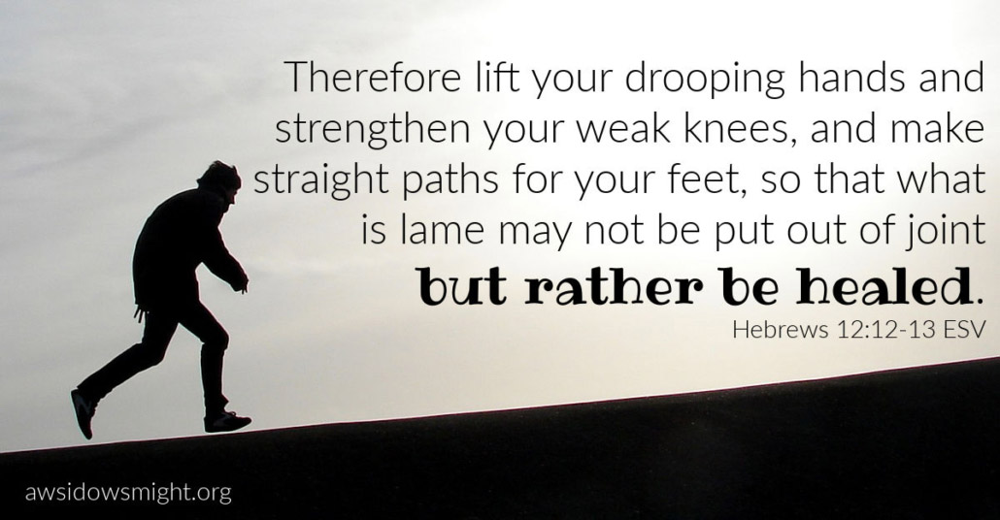 Therefore lift your drooping hands and
strengthen your weak knees, and make
straight paths for your feet, so that what
is lame may not be put out of joint
but rather be healed.
Hebrews 12:12-13 ESV
awsidowsmight.org